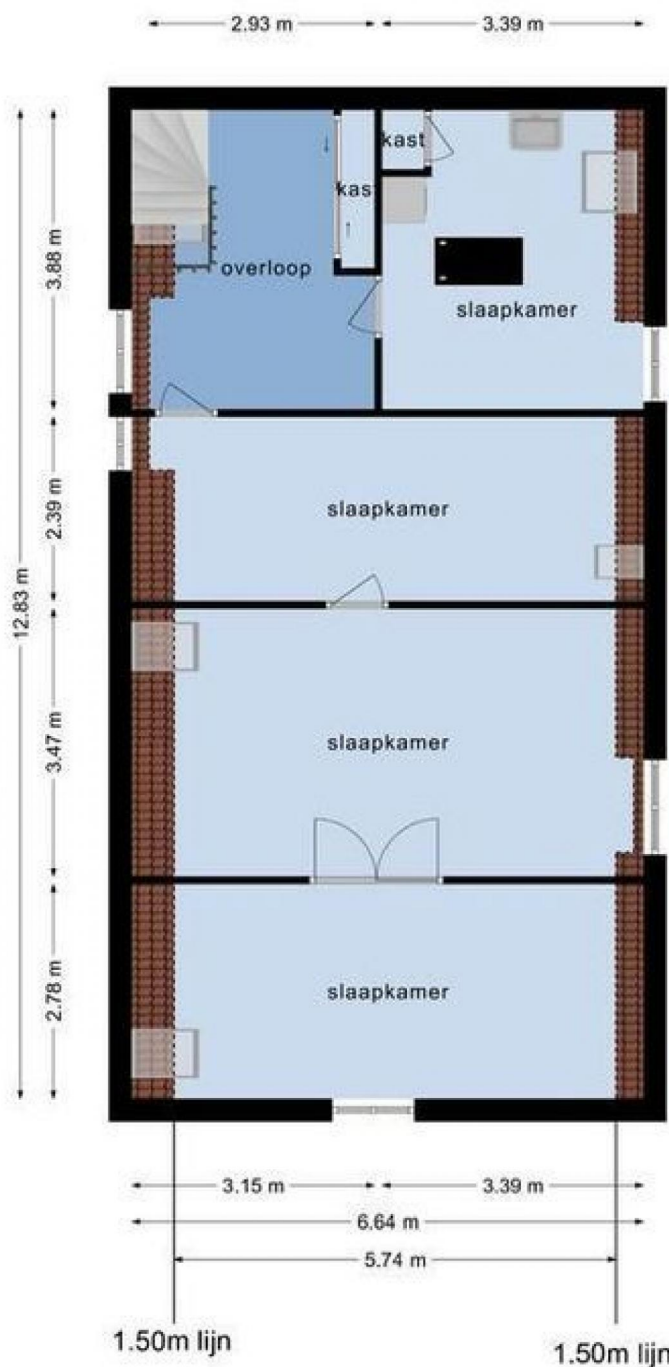 2.93 m
3.39 m
kast
kast
overloop
slaapkamer
3.88 m
slaapkamer
2.39 m
12.83 m
slaapkamer
3.47 m
slaapkamer
2.78 m
3.15 m
3.39 m
6.64 m
5.74 m
1.50m lijn
1.50m lijn